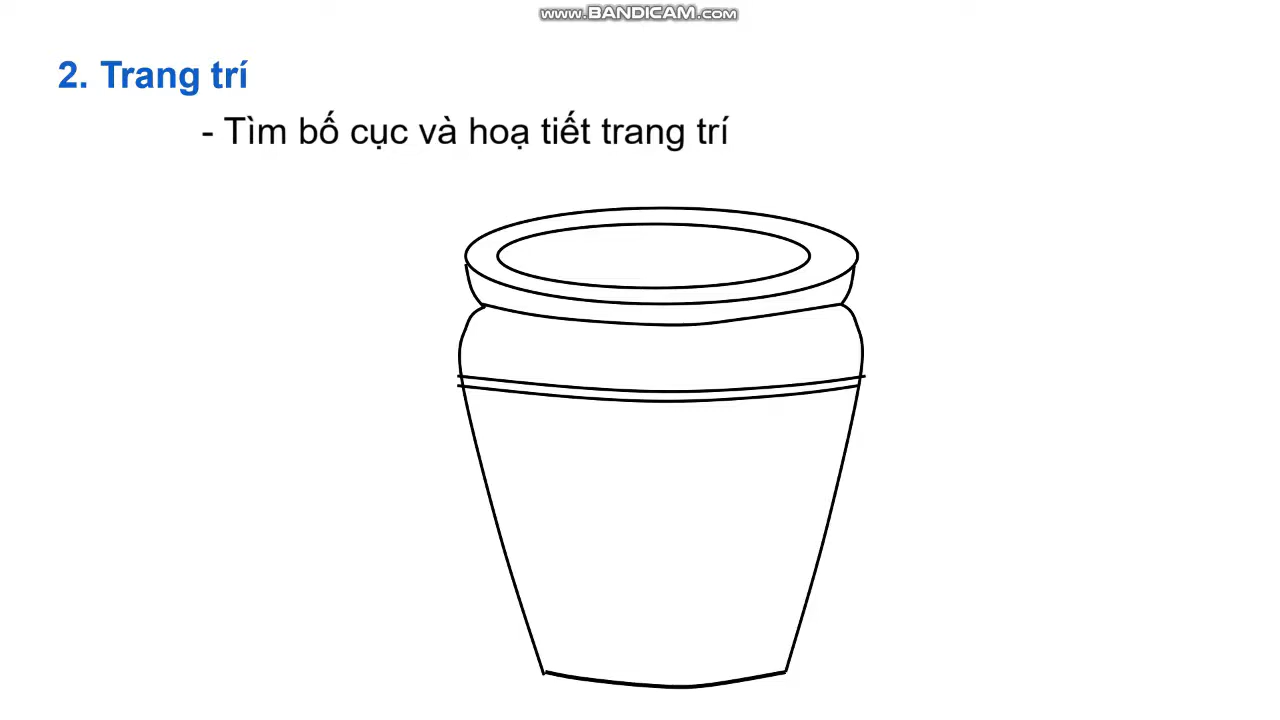 www.BANDICAM.com
2. Trang trí
- Tìm bố cục và hoạ tiết trang trí